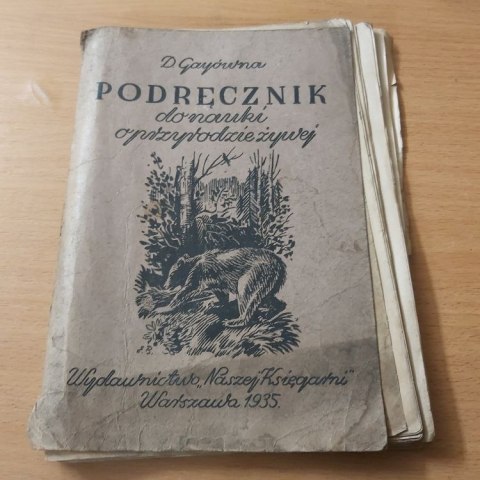 D. Gayówna
PODRĘCZNIK
do nauki
o przyrodzie żywej
Wydawnictwo „Naszej Księgarni"
Warszawa 1935.